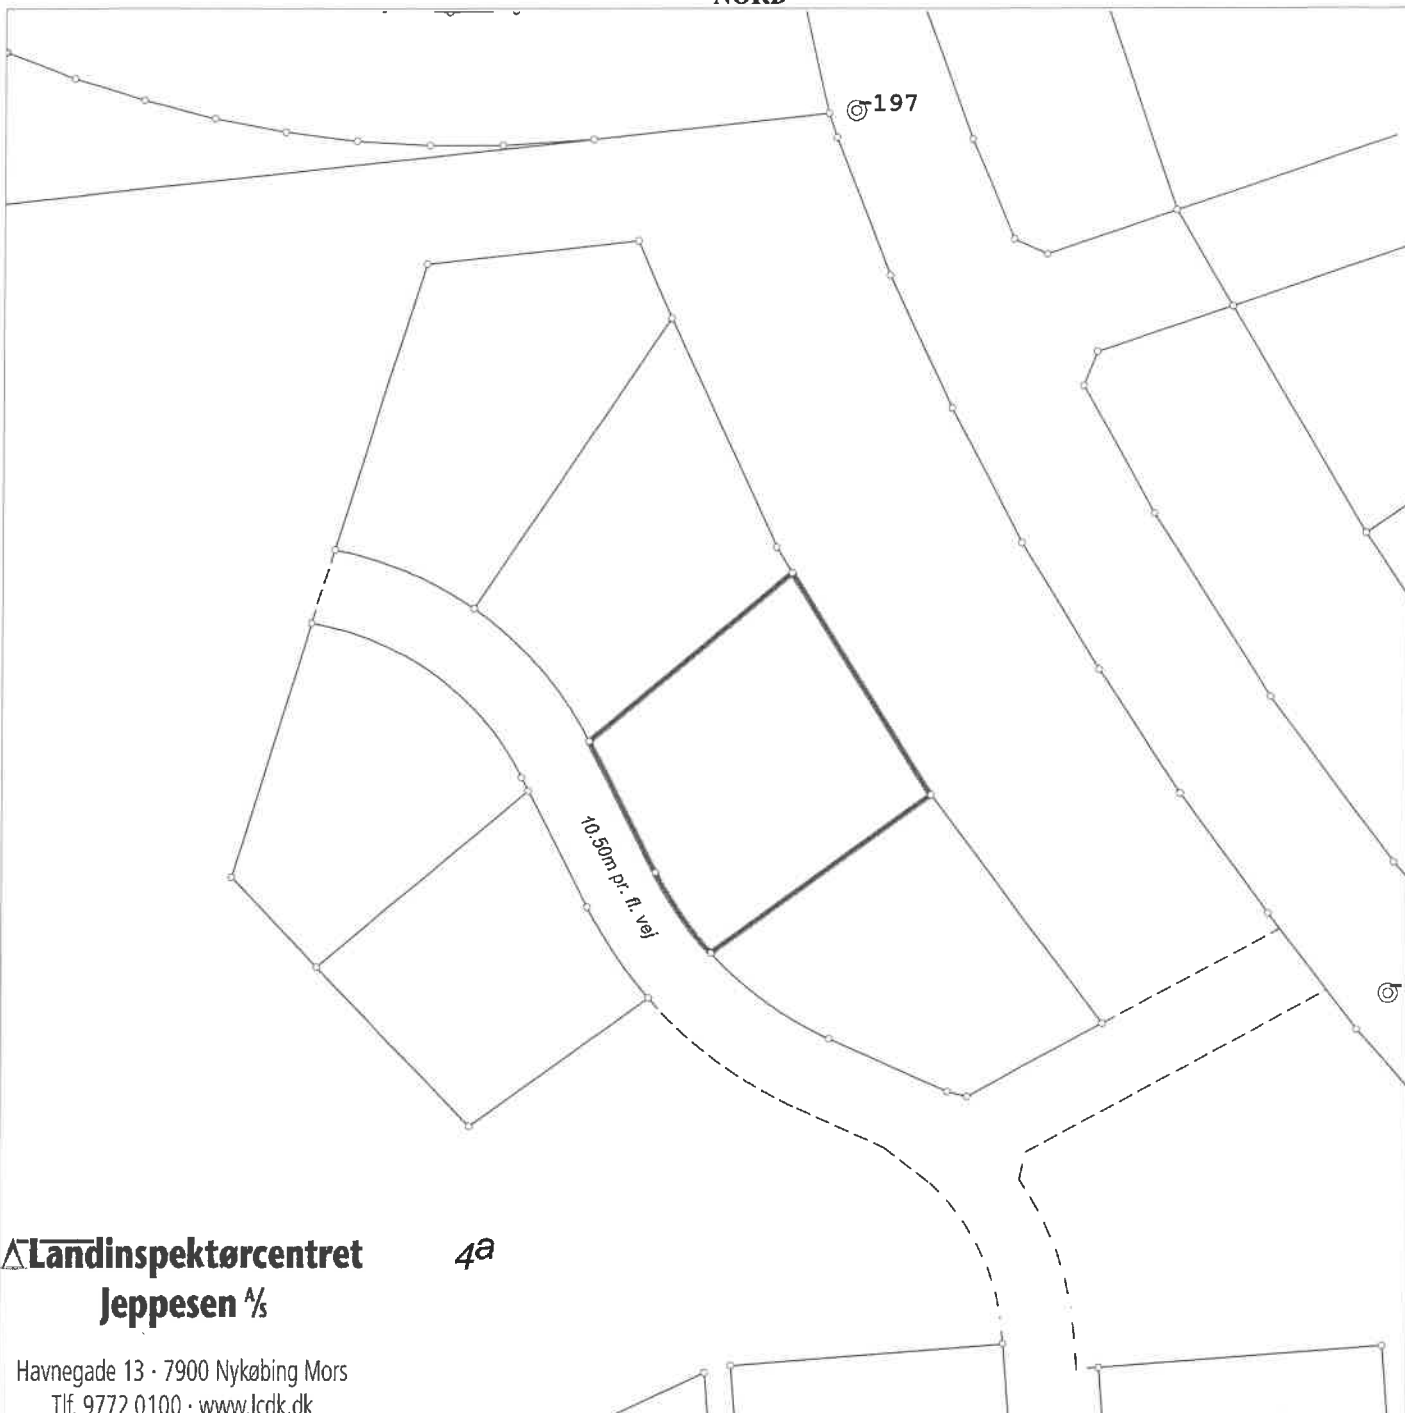 NORD
197
10.50m pr. fl. vej
4a
Landinspektørcentret
Jeppesen A/S
Havnegade 13 · 7900 Nykøbing Mors
Tlf. 9772 0100 · www.lcdk.dk